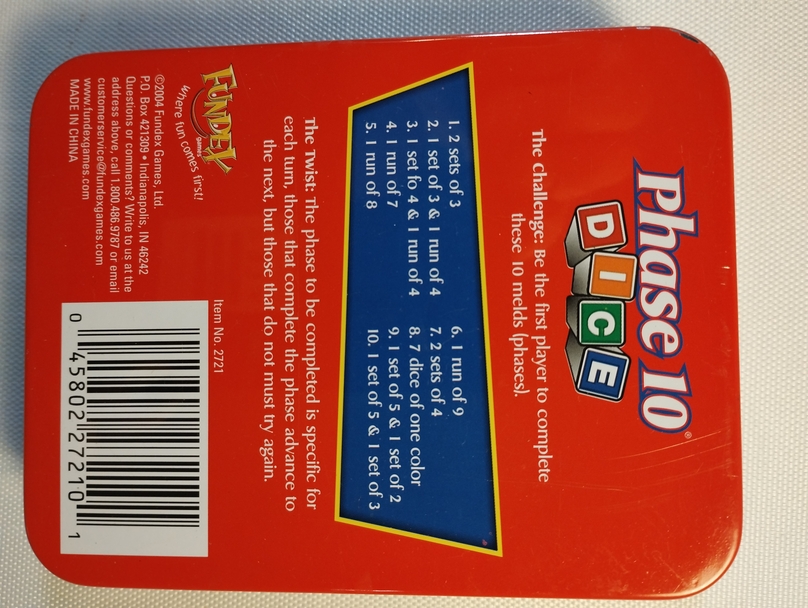 Phase 10®
DICE
The Challenge: Be the first player to complete
these 10 melds (phases).
1. 2 sets of 3
2. 1 set of 3 & 1 run of 4
3. 1 set fo 4 & 1 run of 4
4. 1 run of 7
5. 1 run of 8
6. 1 run of 9
7. 2 sets of 4
8. 7 dice of one color
9. 1 set of 5 & 1 set of 2
10. 1 set of 5 & 1 set of 3
The Twist: The phase to be completed is specific for
each turn, those that complete the phase advance to
the next, but those that do not must try again.
FUNDEX
games
Where fun comes first!
©2004 Fundex Games, Ltd.
P.O. Box 421309 • Indianapolis, IN 46242
Questions or comments? Write to us at the
address above, call 1.800.486.9787 or email
customerservice@fundexgames.com
www.fundexgames.com
MADE IN CHINA
Item No. 2721
0 45802 27210 1